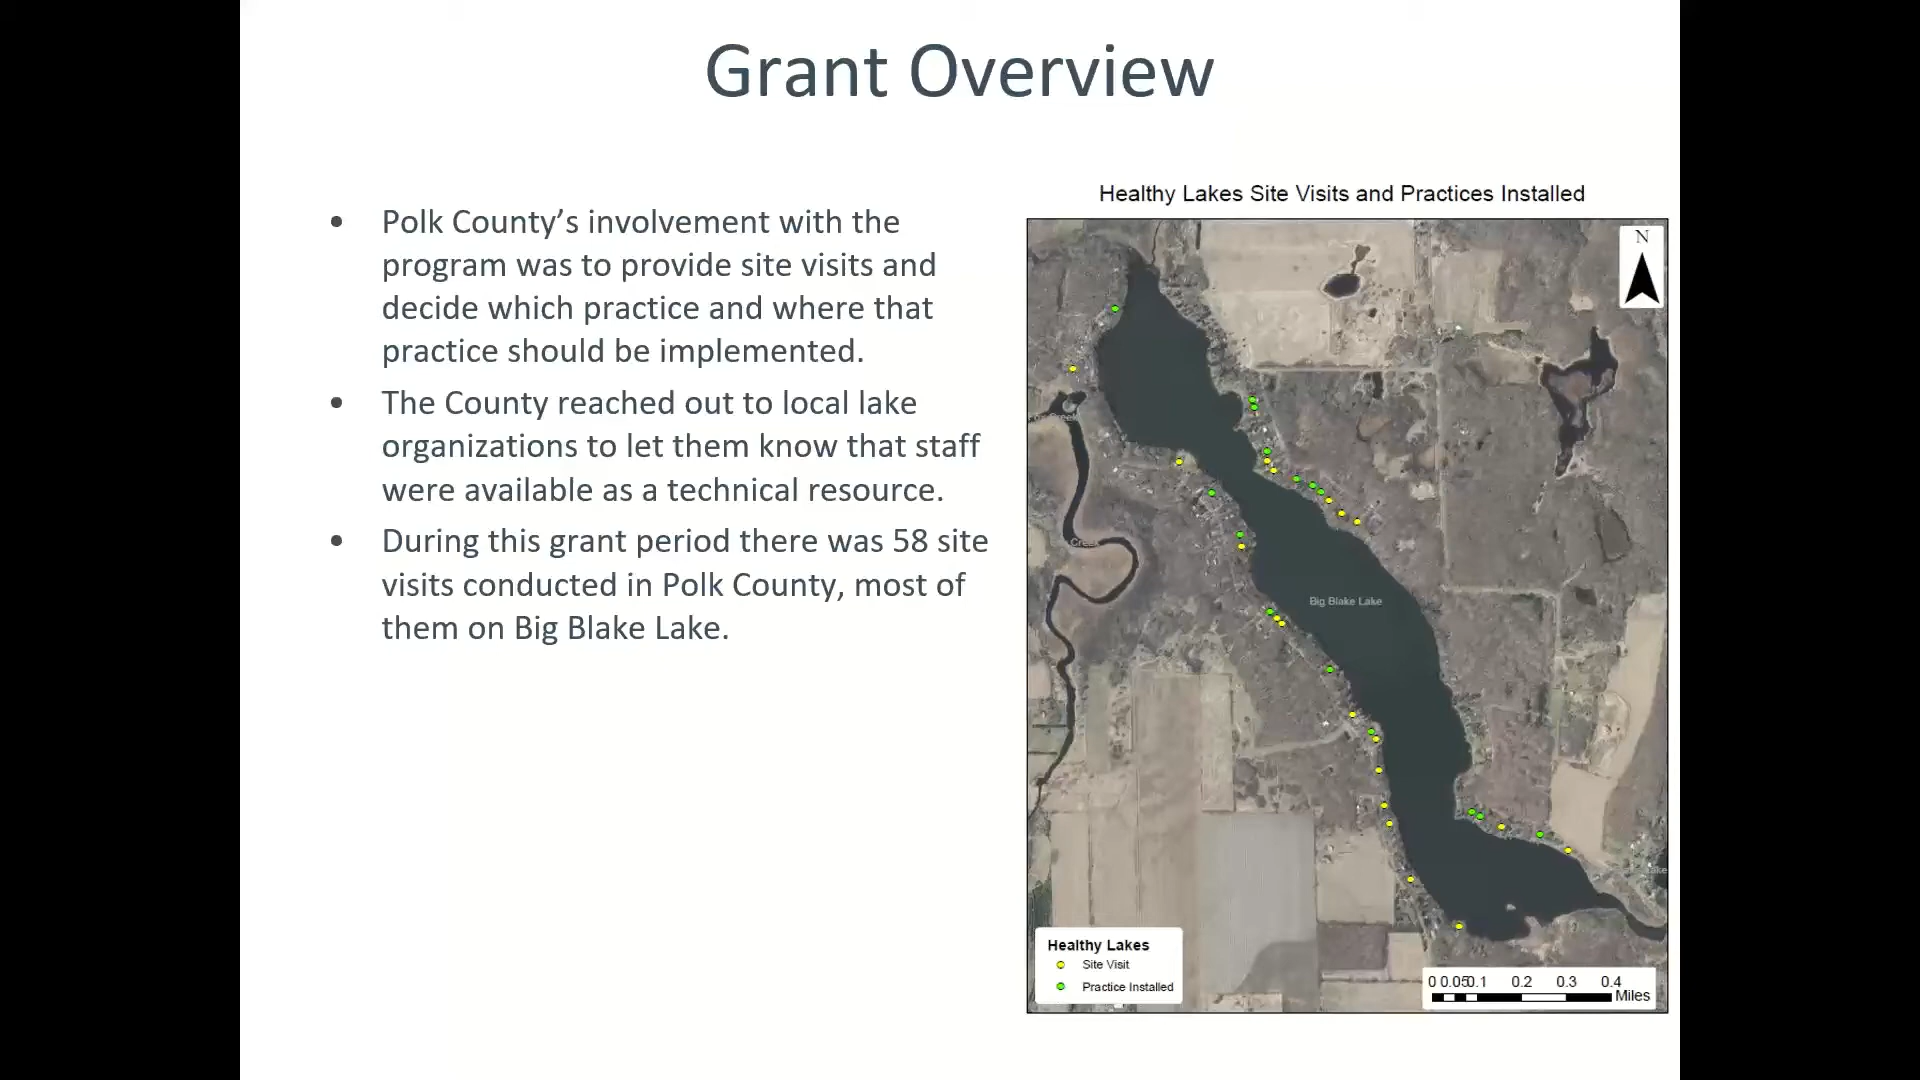 Grant Overview
• Polk County’s involvement with the
program was to provide site visits and
decide which practice and where that
practice should be implemented.
• The County reached out to local lake
organizations to let them know that staff
were available as a technical resource.
• During this grant period there was 58 site
visits conducted in Polk County, most of
them on Big Blake Lake.
Healthy Lakes Site Visits and Practices Installed
N
Creek
Creek
Big Blake Lake
Lake
Healthy Lakes
Site Visit
Practice Installed
0 0.05 0.1 0.2 0.3 0.4
Miles